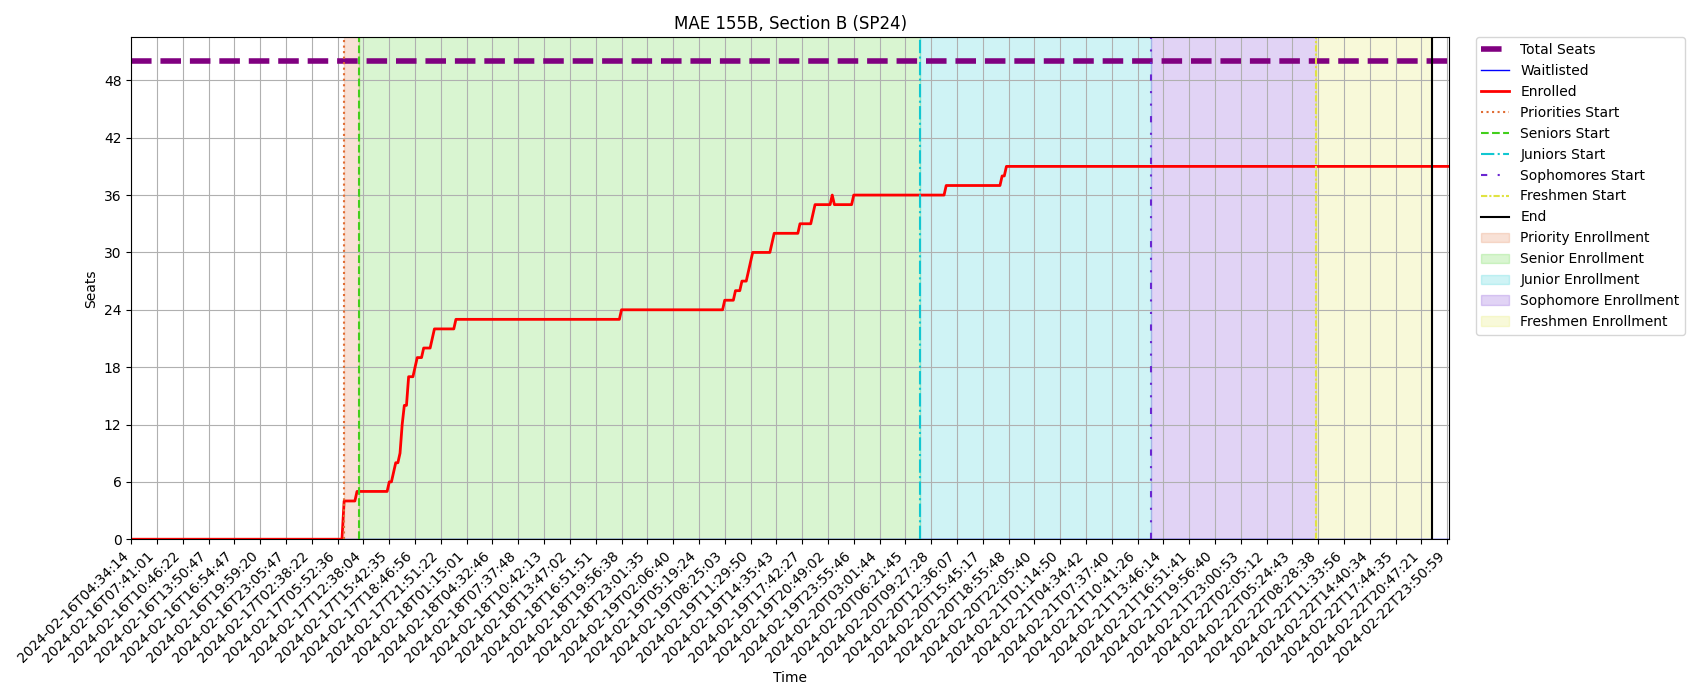 MAE 155B, Section B (SP24)
Seats
48
42
36
30
24
18
12
6
0
2024-02-16T04:34:14
2024-02-16T07:41:01
2024-02-16T10:46:22
2024-02-16T13:50:47
2024-02-16T16:54:47
2024-02-16T19:59:20
2024-02-16T23:05:47
2024-02-17T02:38:22
2024-02-17T05:52:36
2024-02-17T12:38:04
2024-02-17T15:42:35
2024-02-17T18:46:56
2024-02-17T21:51:22
2024-02-18T01:15:01
2024-02-18T04:32:46
2024-02-18T07:37:48
2024-02-18T10:42:13
2024-02-18T13:47:02
2024-02-18T16:51:51
2024-02-18T19:56:38
2024-02-18T23:01:35
2024-02-19T02:06:40
2024-02-19T05:19:24
2024-02-19T08:25:03
2024-02-19T11:29:50
2024-02-19T14:35:43
2024-02-19T17:42:27
2024-02-19T20:49:02
2024-02-19T23:55:46
2024-02-20T03:01:44
2024-02-20T06:21:45
2024-02-20T09:27:28
2024-02-20T12:36:07
2024-02-20T15:45:17
2024-02-20T18:55:48
2024-02-20T22:05:40
2024-02-21T01:14:50
2024-02-21T04:34:42
2024-02-21T07:37:40
2024-02-21T10:41:26
2024-02-21T13:46:14
2024-02-21T16:51:41
2024-02-21T19:56:40
2024-02-21T23:00:53
2024-02-22T02:05:12
2024-02-22T05:24:43
2024-02-22T08:28:38
2024-02-22T11:33:56
2024-02-22T14:40:34
2024-02-22T17:44:35
2024-02-22T20:47:21
2024-02-22T23:50:59
Time
Total Seats
Waitlisted
Enrolled
Priorities Start
Seniors Start
Juniors Start
Sophomores Start
Freshmen Start
End
Priority Enrollment
Senior Enrollment
Junior Enrollment
Sophomore Enrollment
Freshmen Enrollment